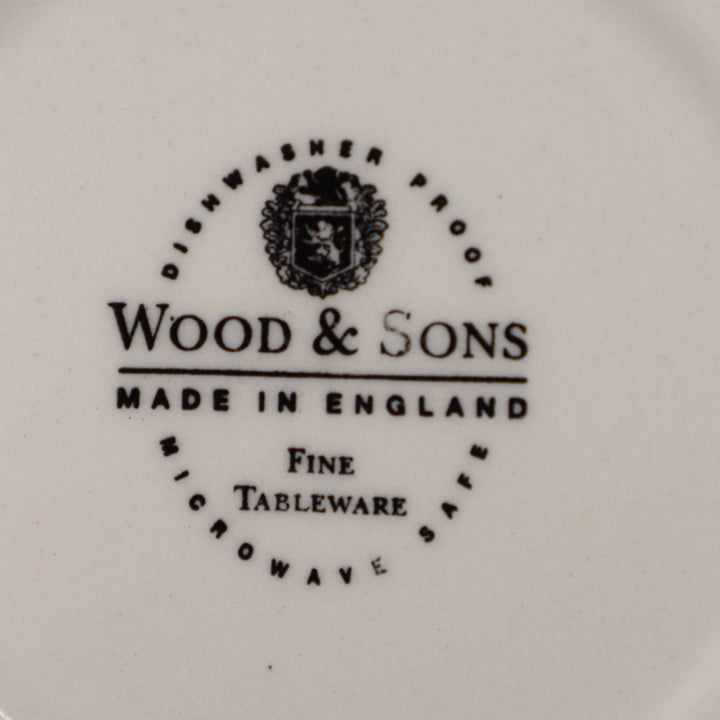 DISHWASHER PROOF
WOOD & SONS
MADE IN ENGLAND
FINE
TABLEWARE
MICROWAVE SAFE